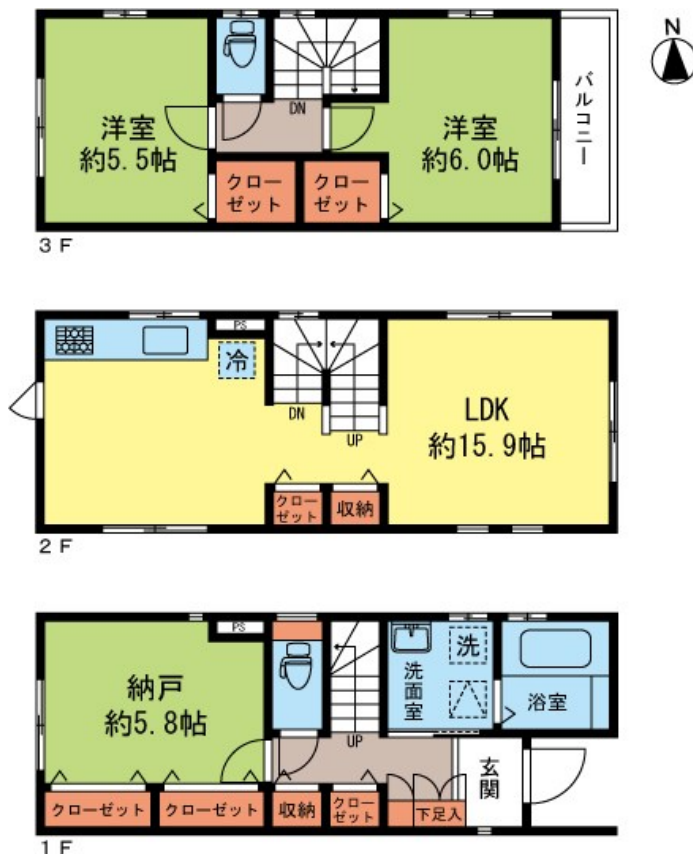 N
洋室
約5.5帖
DN
洋室
約6.0帖
バルコニー
クロー
ゼット
クロー
ゼット
3F
PS
冷
DN
UP
LDK
約15.9帖
クロー
ゼット
収納
2F
PS
納戸
約5.8帖
UP
洗面室
洗
浴室
玄関
クローゼット
クローゼット
収納
クロー
ゼット
下足入
1F